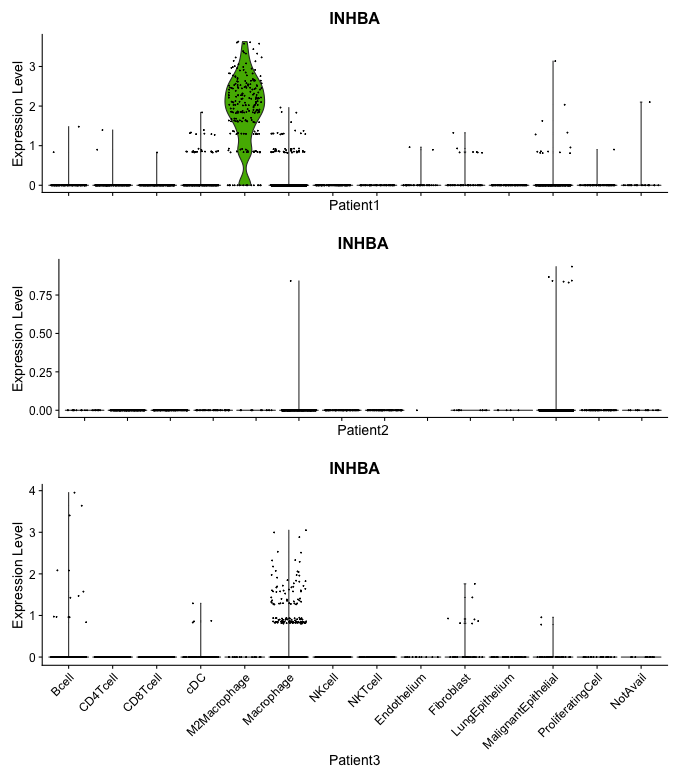 INHBA
Expression Level
3
2
1
0
Patient1
INHBA
Expression Level
0.75
0.50
0.25
0.00
Patient2
INHBA
Expression Level
4
3
2
1
0
Bcell
CD4Tcell
CD8Tcell
cDC
M2Macrophage
Macrophage
NKcell
NKTcell
Endothelium
Fibroblast
LungEpithelium
MalignantEpithelial
ProliferatingCell
NotAvail
Patient3